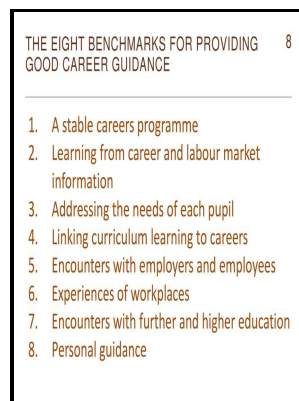 THE EIGHT BENCHMARKS FOR PROVIDING 8
GOOD CAREER GUIDANCE
1. A stable careers programme
2. Learning from career and labour market
information
3. Addressing the needs of each pupil
4. Linking curriculum learning to careers
5. Encounters with employers and employees
6. Experiences of workplaces
7. Encounters with further and higher education
8. Personal guidance